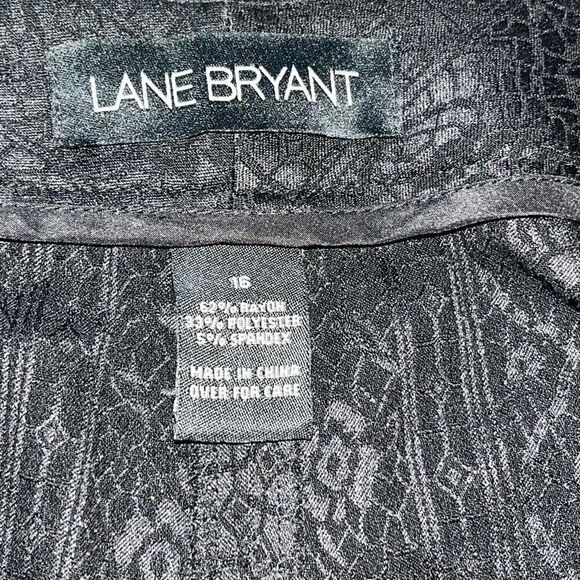 LANE BRYANT
16
62% RAYON
33% POLYESTER
5% SPANDEX
MADE IN CHINA
OVER FOR CARE